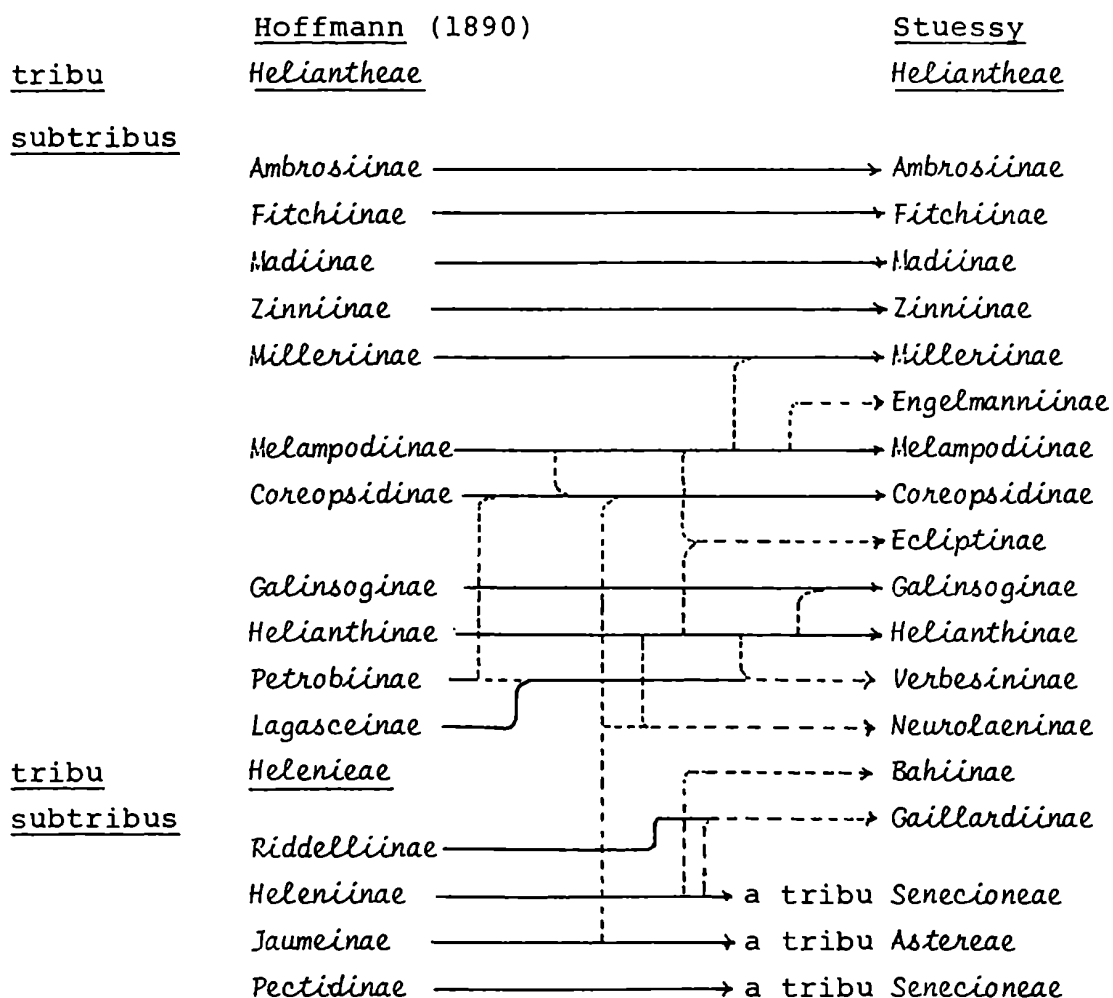 Hoffmann (1890) Stuessy
tribu Heliantheae Heliantheae
subtribus
Ambrosiinae Ambrosiinae
Fitchiinae Fitchiinae
Madiinae Madiinae
Zinniinae Zinniinae
Milleriinae Milleriinae
Engelmanniinae
Melampodiinae Melampodiinae
Coreopsidinae Coreopsidinae
Ecliptinae
Galinsoginae Galinsoginae
Helianthinae Helianthinae
Petrobiinae Verbesininae
Lagasceinae Neurolaeninae
tribu Helenieae Bahiinae
subtribus Gaillardiinae
Riddelliinae
Heleniinae a tribu Senecioneae
Jaumeinae a tribu Astereae
Pectidinae a tribu Senecioneae